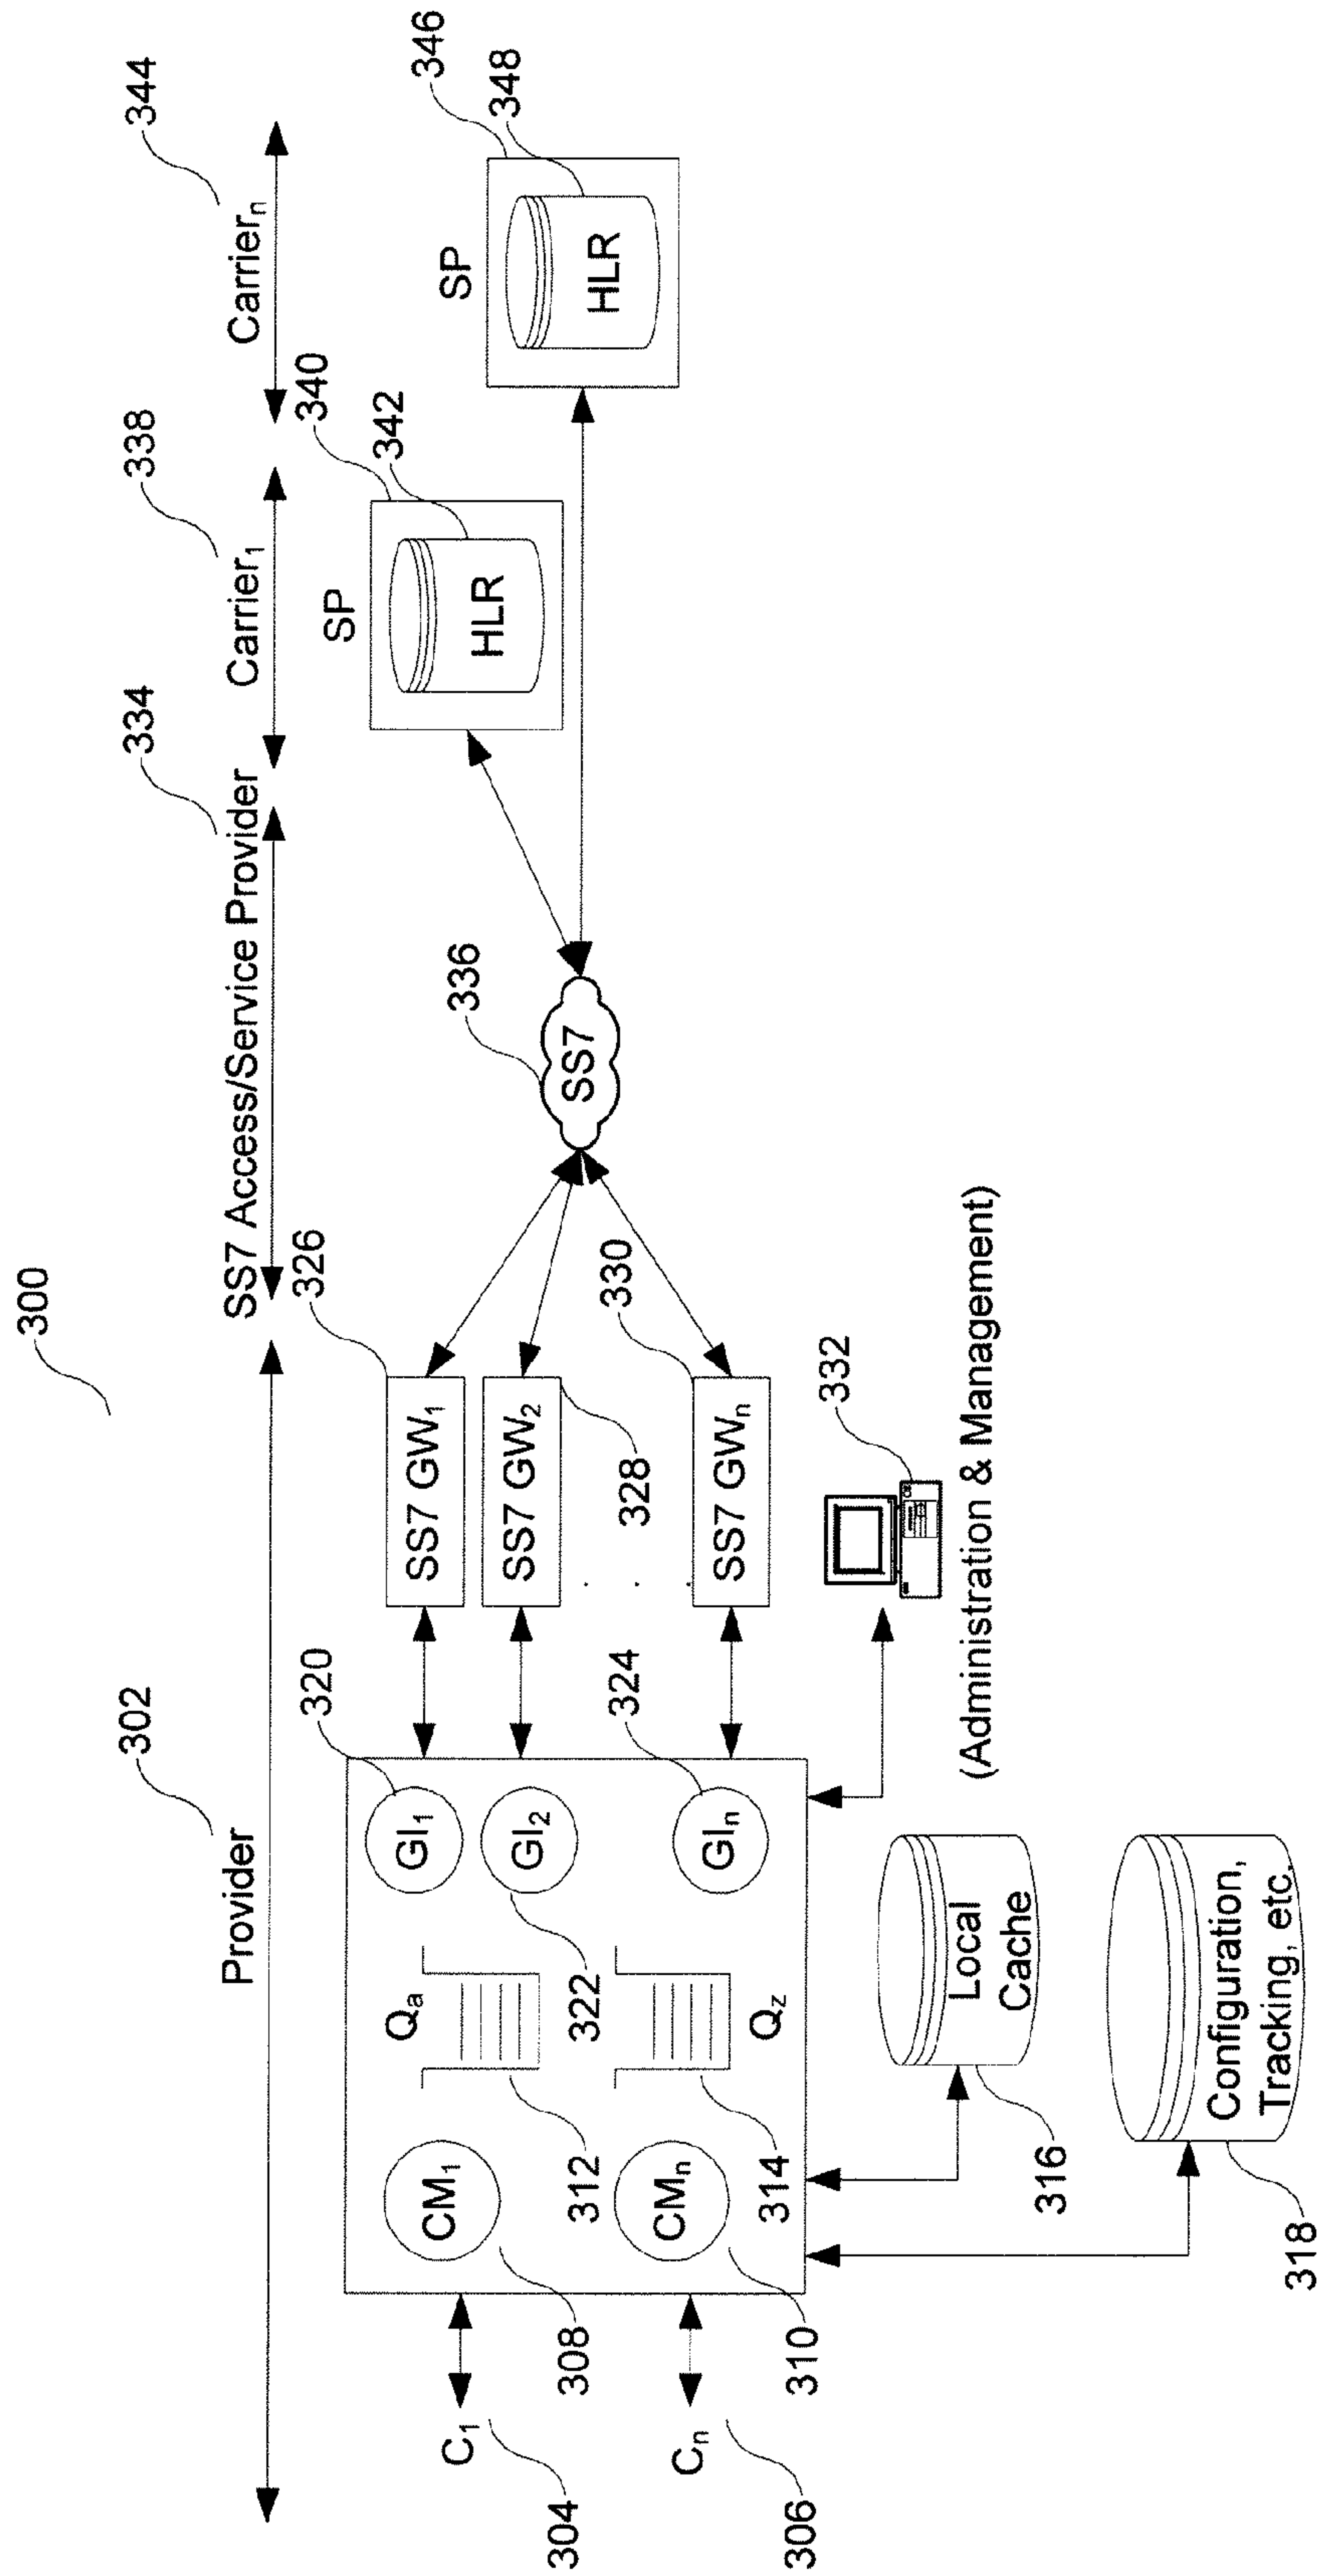 300
302
334
338
344
Provider
SS7 Access/Service Provider
Carrier1
Carriern
320
326
340
346
342
348
SP
SP
HLR
HLR
336
SS7
C1
304
Cn
306
CM1
308
CMn
310
Qa
312
314
Qz
GI1
GI2
322
324
GIn
SS7 GW1
SS7 GW2
328
. . .
330
SS7 GWn
332
(Administration & Management)
Local
Cache
316
Configuration,
Tracking, etc.
318